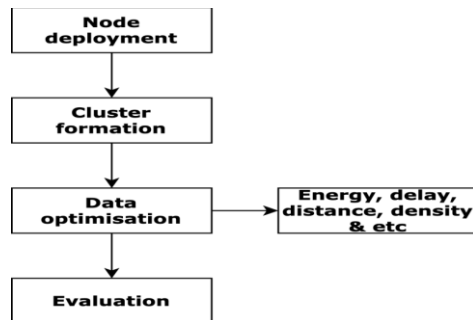 Node
deployment
Cluster
formation
Data
optimisation
Energy, delay,
distance, density
& etc
Evaluation